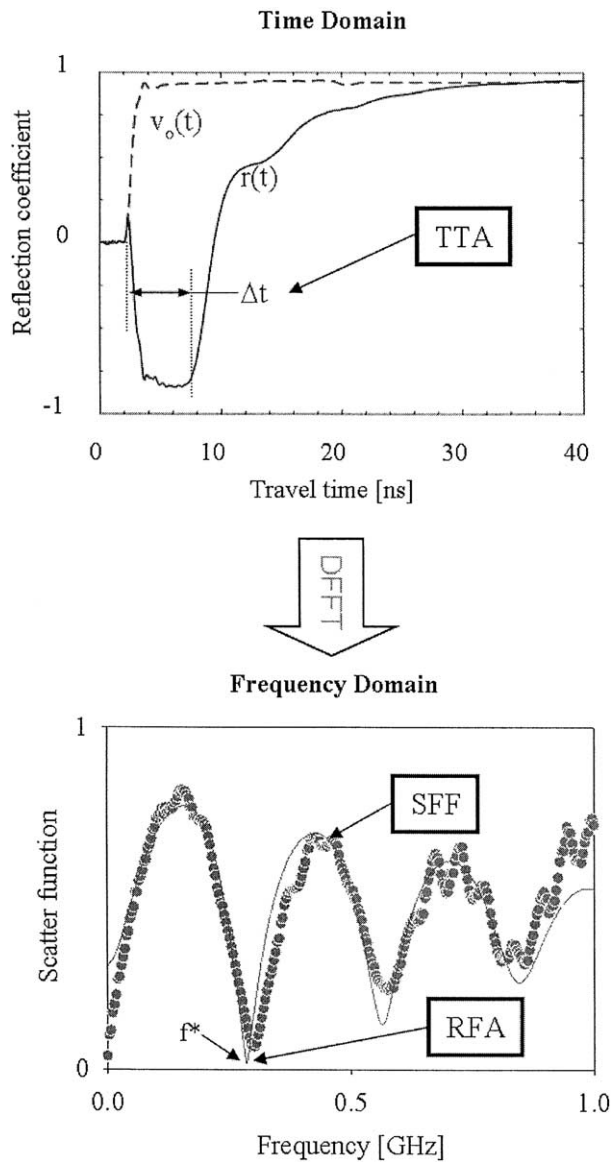 Time Domain
1
vo(t)
r(t)
Reflection coefficient
0
TTA
Δt
-1
0
10
20
30
40
Travel time [ns]
DFFT
Frequency Domain
1
SFF
Scatter function
f*
RFA
0
0.0
0.5
1.0
Frequency [GHz]